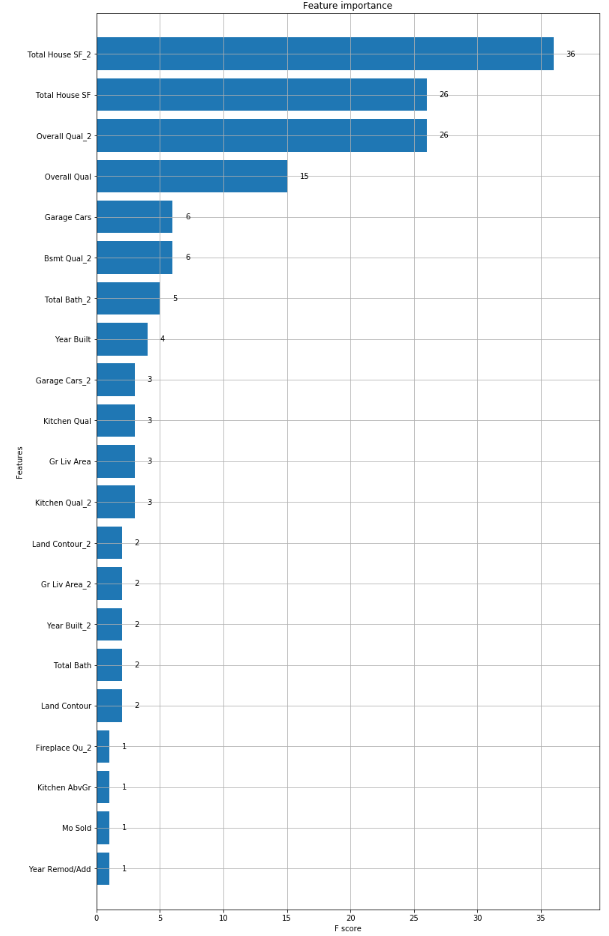 Feature importance
Total House SF_2 36
Total House SF 26
Overall Qual_2 26
Overall Qual 15
Garage Cars 6
Bsmt Qual_2 6
Total Bath_2 5
Year Built 4
Garage Cars_2 3
Kitchen Qual 3
Gr Liv Area 3
Kitchen Qual_2 3
Land Contour_2 2
Gr Liv Area_2 2
Year Built_2 2
Total Bath 2
Land Contour 2
Fireplace Qu_2 1
Kitchen AbvGr 1
Mo Sold 1
Year Remod/Add 1
Features
0 5 10 15 20 25 30 35
F score